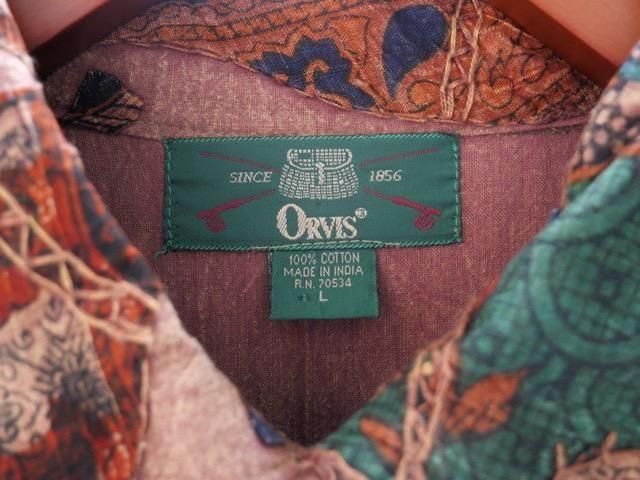 SINCE 1856
ORVIS®
100% COTTON
MADE IN INDIA
R.N. 70534
L